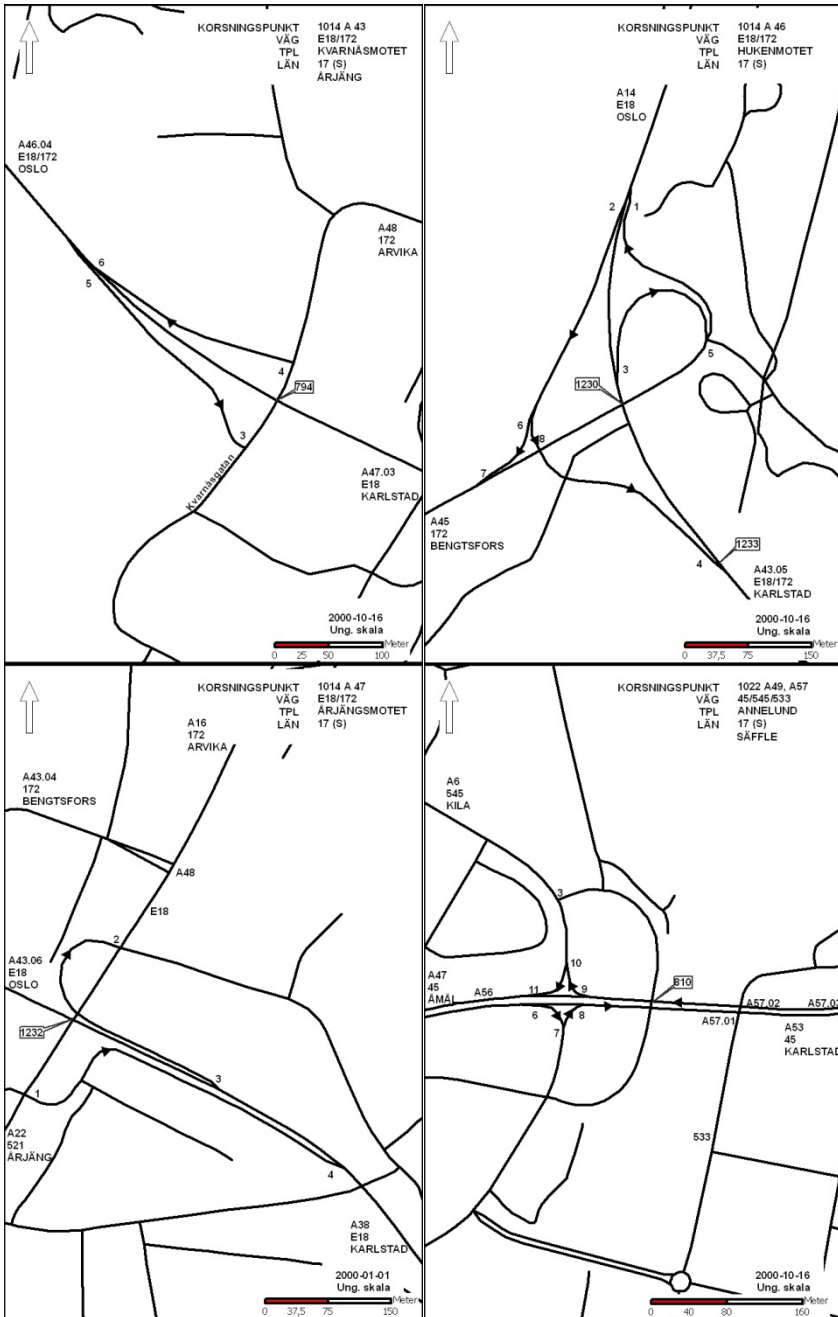 KORSNINGSPUNKT 1014 A 43
VÄG E18/172
TPL KVARNÄSMOTET
LÄN 17 (S)
ÅRJÄNG
A46.04
E18/172
OSLO
A48
172
ARVIKA
6
5
4
794
3
Kvarnäsgatan
A47.03
E18
KARLSTAD
2000-10-16
Ung. skala
Meter
0 25 50 100
KORSNINGSPUNKT 1014 A 46
VÄG E18/172
TPL HUKENMOTET
LÄN 17 (S)
A14
E18
OSLO
2 1
5
3
1230
6
8
7
A45
172
BENGTSFORS
1233
4
A43.05
E18/172
KARLSTAD
2000-10-16
Ung. skala
Meter
0 37,5 75 150
KORSNINGSPUNKT 1014 A 47
VÄG E18/172
TPL ÅRJÄNGSMOTET
LÄN 17 (S)
A16
172
ARVIKA
A43.04
172
BENGTSFORS
A48
E18
2
A43.06
E18
OSLO
1232
3
1
A22
521
ÅRJÄNG
4
A38
E18
KARLSTAD
2000-01-01
Ung. skala
Meter
0 37,5 75 150
KORSNINGSPUNKT 1022 A49, A57
VÄG 45/545/533
TPL ANNELUND
LÄN 17 (S)
SÄFFLE
A6
545
KILA
3
10
A47
45
ÅMÅL
A56
11 9
810
A57.02 A57.03
6 8
7
A57.01
A53
45
KARLSTAD
533
2000-10-16
Ung. skala
Meter
0 40 80 160